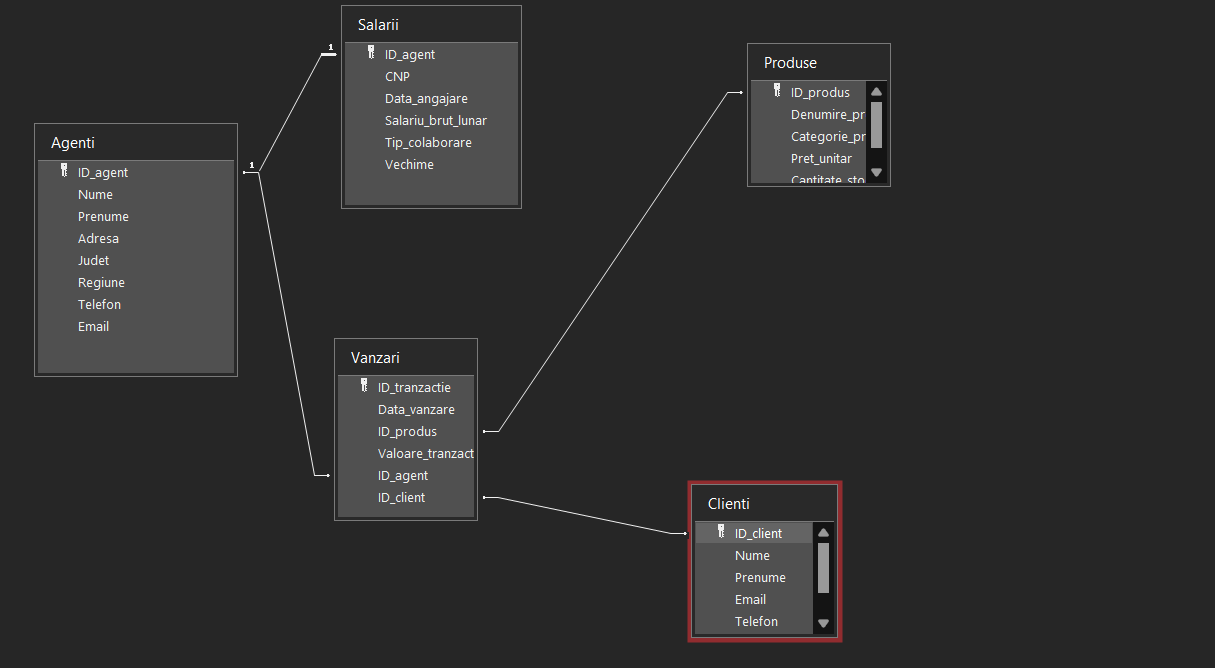 Salarii
1
ID_agent
CNP
Data_angajare
Salariu_brut_lunar
Tip_colaborare
Vechime
Produse
ID_produs
Denumire_pr
Categorie_pr
Pret_unitar
Cantitate_sto
Agenti
1
ID_agent
Nume
Prenume
Adresa
Judet
Regiune
Telefon
Email
Vanzari
ID_tranzactie
Data_vanzare
ID_produs
Valoare_tranzact
ID_agent
ID_client
Clienti
ID_client
Nume
Prenume
Email
Telefon